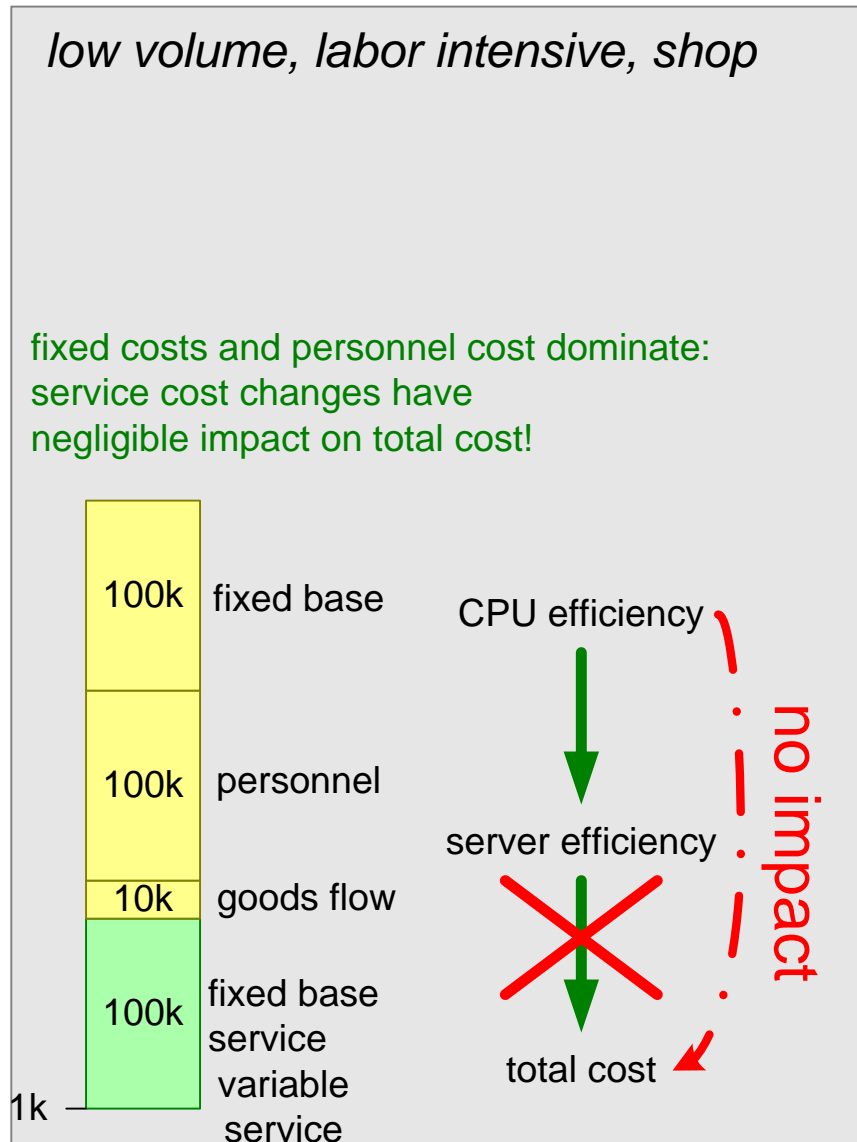 low volume, labor intensive, shop
fixed costs and personnel cost dominate:
service cost changes have
negligible impact on total cost!
100k
fixed base
100k
personnel
10k
goods flow
100k
fixed base
service
1k
variable
service
CPU efficiency
server efficiency
total cost
no impact